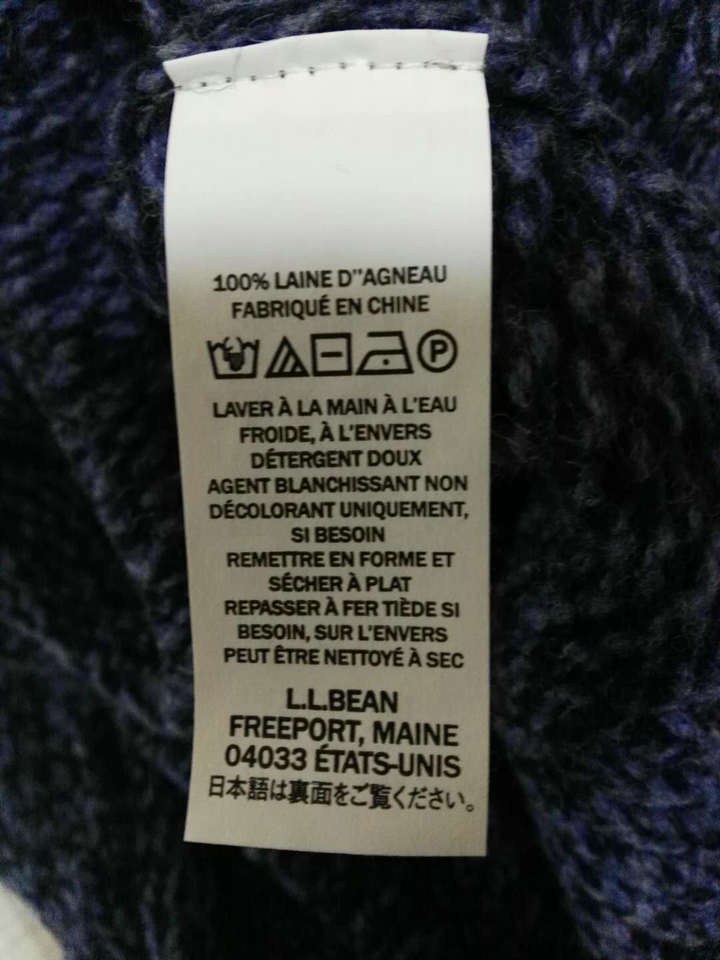 100% LAINE D''AGNEAU
FABRIQUÉ EN CHINE
P
LAVER À LA MAIN À L'EAU
FROIDE, À L'ENVERS
DÉTERGENT DOUX
AGENT BLANCHISSANT NON
DÉCOLORANT UNIQUEMENT,
SI BESOIN
REMETTRE EN FORME ET
SÉCHER À PLAT
REPASSER À FER TIÈDE SI
BESOIN, SUR L'ENVERS
PEUT ÊTRE NETTOYÉ À SEC
L.L.BEAN
FREEPORT, MAINE
04033 ÉTATS-UNIS
日本語は裏面をご覧ください。